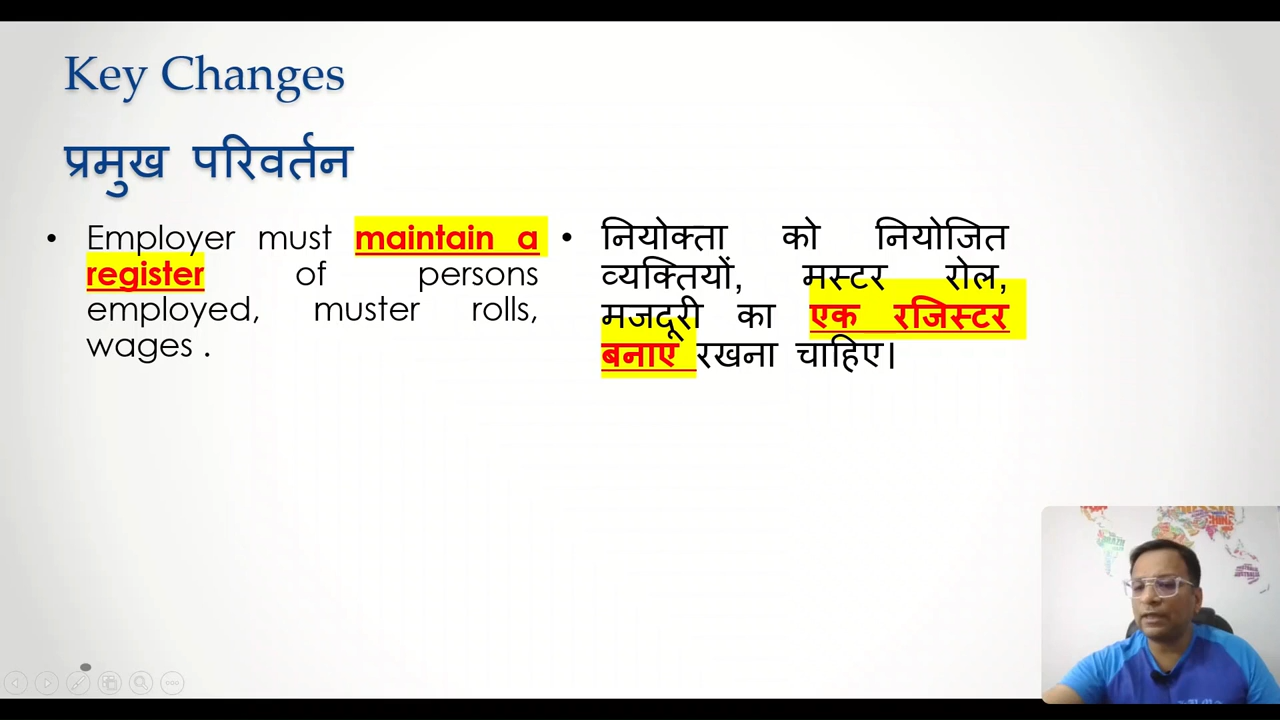 Key Changes
प्रमुख परिवर्तन
• Employer must maintain a
register of persons
employed, muster rolls,
wages .
• नियोक्ता को नियोजित
व्यक्तियों, मस्टर रोल,
मजदूरी का एक रजिस्टर
बनाए रखना चाहिए।